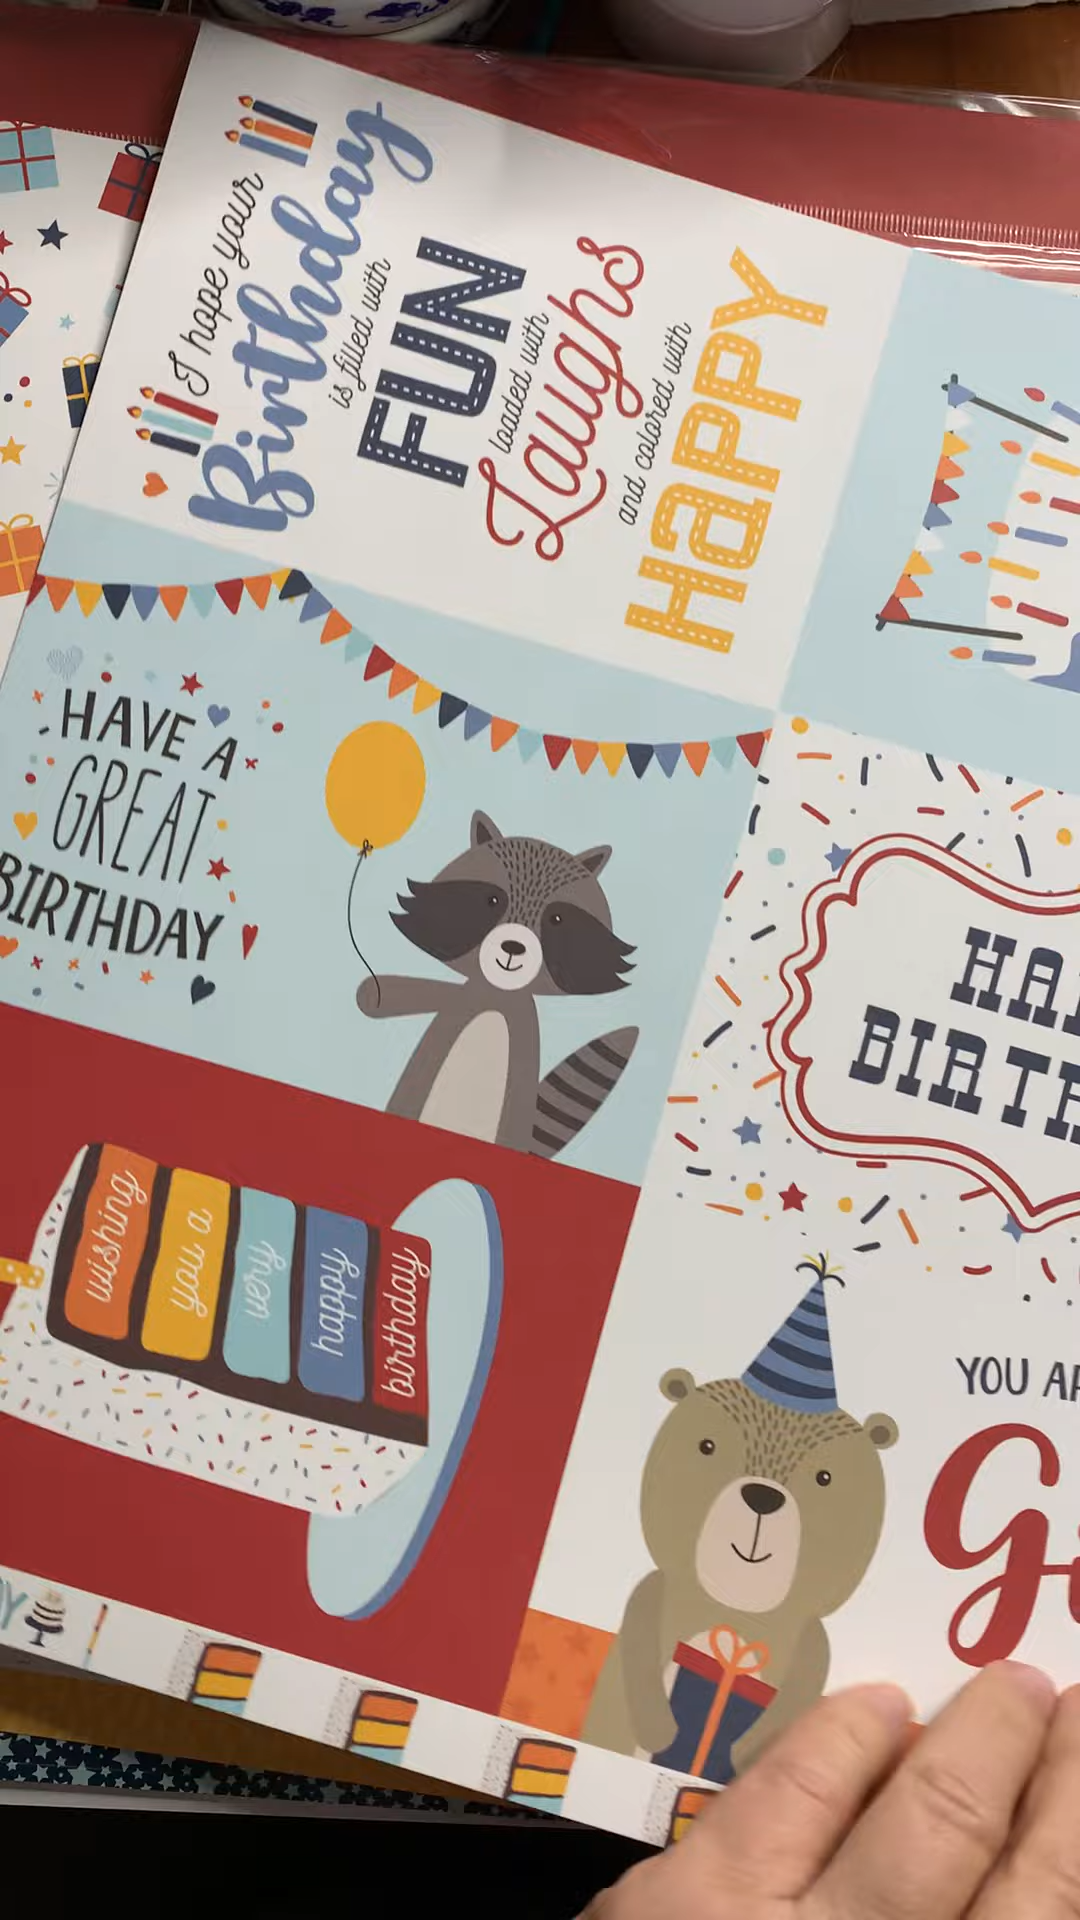 I hope your
Birthday
is filled with
FUN
loaded with
Laughs
and colored with
HaPPY
HAVE A
GREAT
BIRTHDAY
wishing
you a
very
happy
birthday
YOU